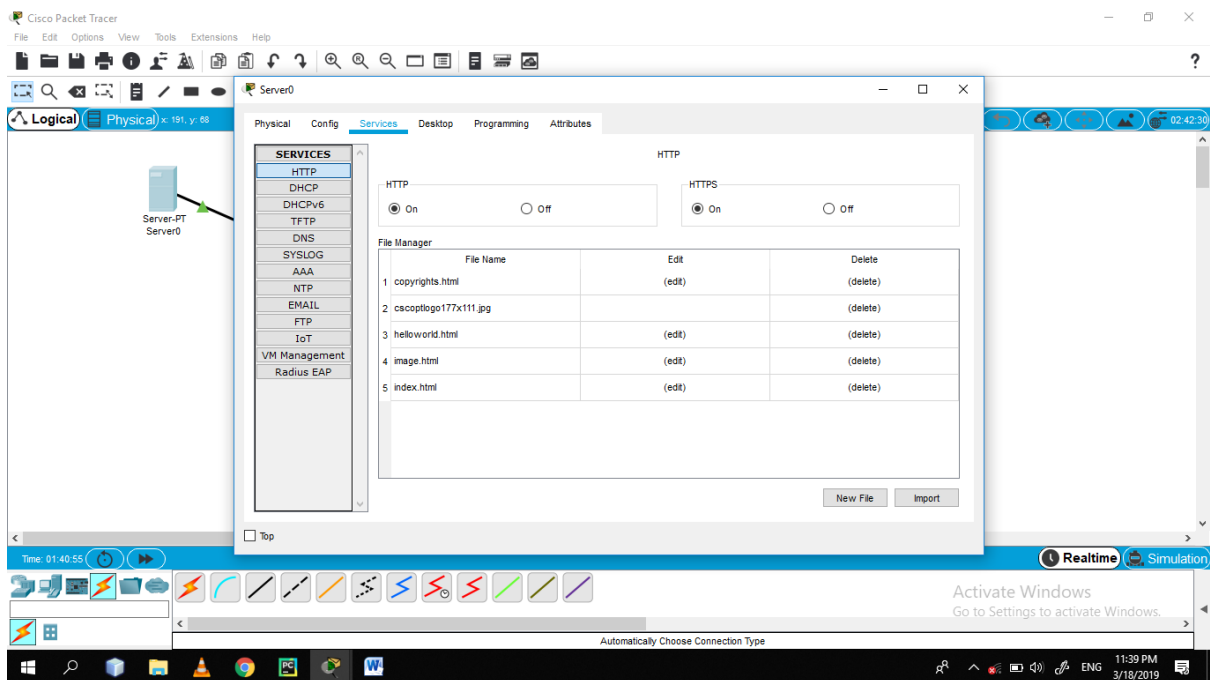 Cisco Packet Tracer
File Edit Options View Tools Extensions Help
?
Logical Physical x: 191, y: 68
02:42:30
Server-PT
Server0
Server0
Physical Config Services Desktop Programming Attributes
SERVICES
HTTP
DHCP
DHCPv6
TFTP
DNS
SYSLOG
AAA
NTP
EMAIL
FTP
IoT
VM Management
Radius EAP
HTTP
HTTP
On Off
HTTPS
On Off
File Manager
File Name Edit Delete
1 copyrights.html (edit) (delete)
2 cscoptlogo177x111.jpg (delete)
3 helloworld.html (edit) (delete)
4 image.html (edit) (delete)
5 index.html (edit) (delete)
New File Import
Top
Time: 01:40:55
Realtime Simulation
Activate Windows
Go to Settings to activate Windows.
Automatically Choose Connection Type
ENG
11:39 PM
3/18/2019